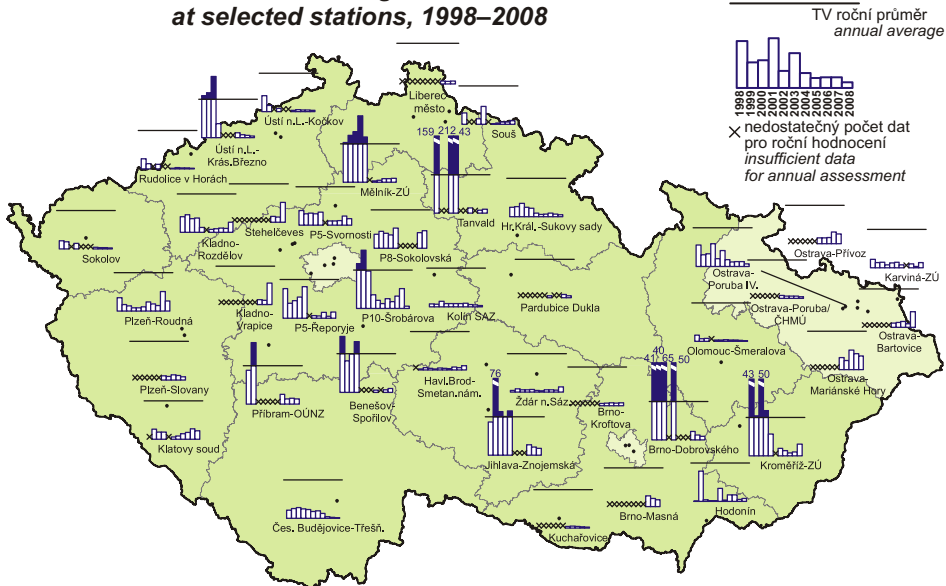 at selected stations, 1998–2008
TV roční průměr
annual average
1998
1999
2000
2001
2002
2003
2004
2005
2006
2007
2008
× nedostatečný počet dat
pro roční hodnocení
insufficient data
for annual assessment
Liberec
město
Ústí n.L.-Kočkov
Souš
159 212 43
Ústí n.L.-
Krás.Březno
Rudolice v Horách
Mělník-ZÚ
Tanvald
Hr.Král.-Sukovy sady
Stehelčeves
P5-Svornosti
Kladno-
Rozdělov
P8-Sokolovská
Sokolov
Ostrava-Přívoz
Karviná-ZÚ
Ostrava-
Poruba IV.
Plzeň-Roudná
Kladno-
Vrapice
P5-Řeporyje
P10-Šrobárova
Kolín SAZ
Pardubice Dukla
Ostrava-Poruba/
ČHMÚ
Ostrava-
Bartovice
Olomouc-Šmeralova
Ostrava-
Mariánské Hory
Plzeň-Slovany
Příbram-OÚNZ
Benešov-
Spořilov
Havl.Brod-
Smetan.nám.
76
Žďár n.Sáz.
Brno-
Kroftova
40
41 65 50
43 50
Klatovy soud
Jihlava-Znojemská
Brno-Dobrovského
Kroměříž-ZÚ
Čes. Budějovice-Třešň.
Kuchařovice
Brno-Masná
Hodonín